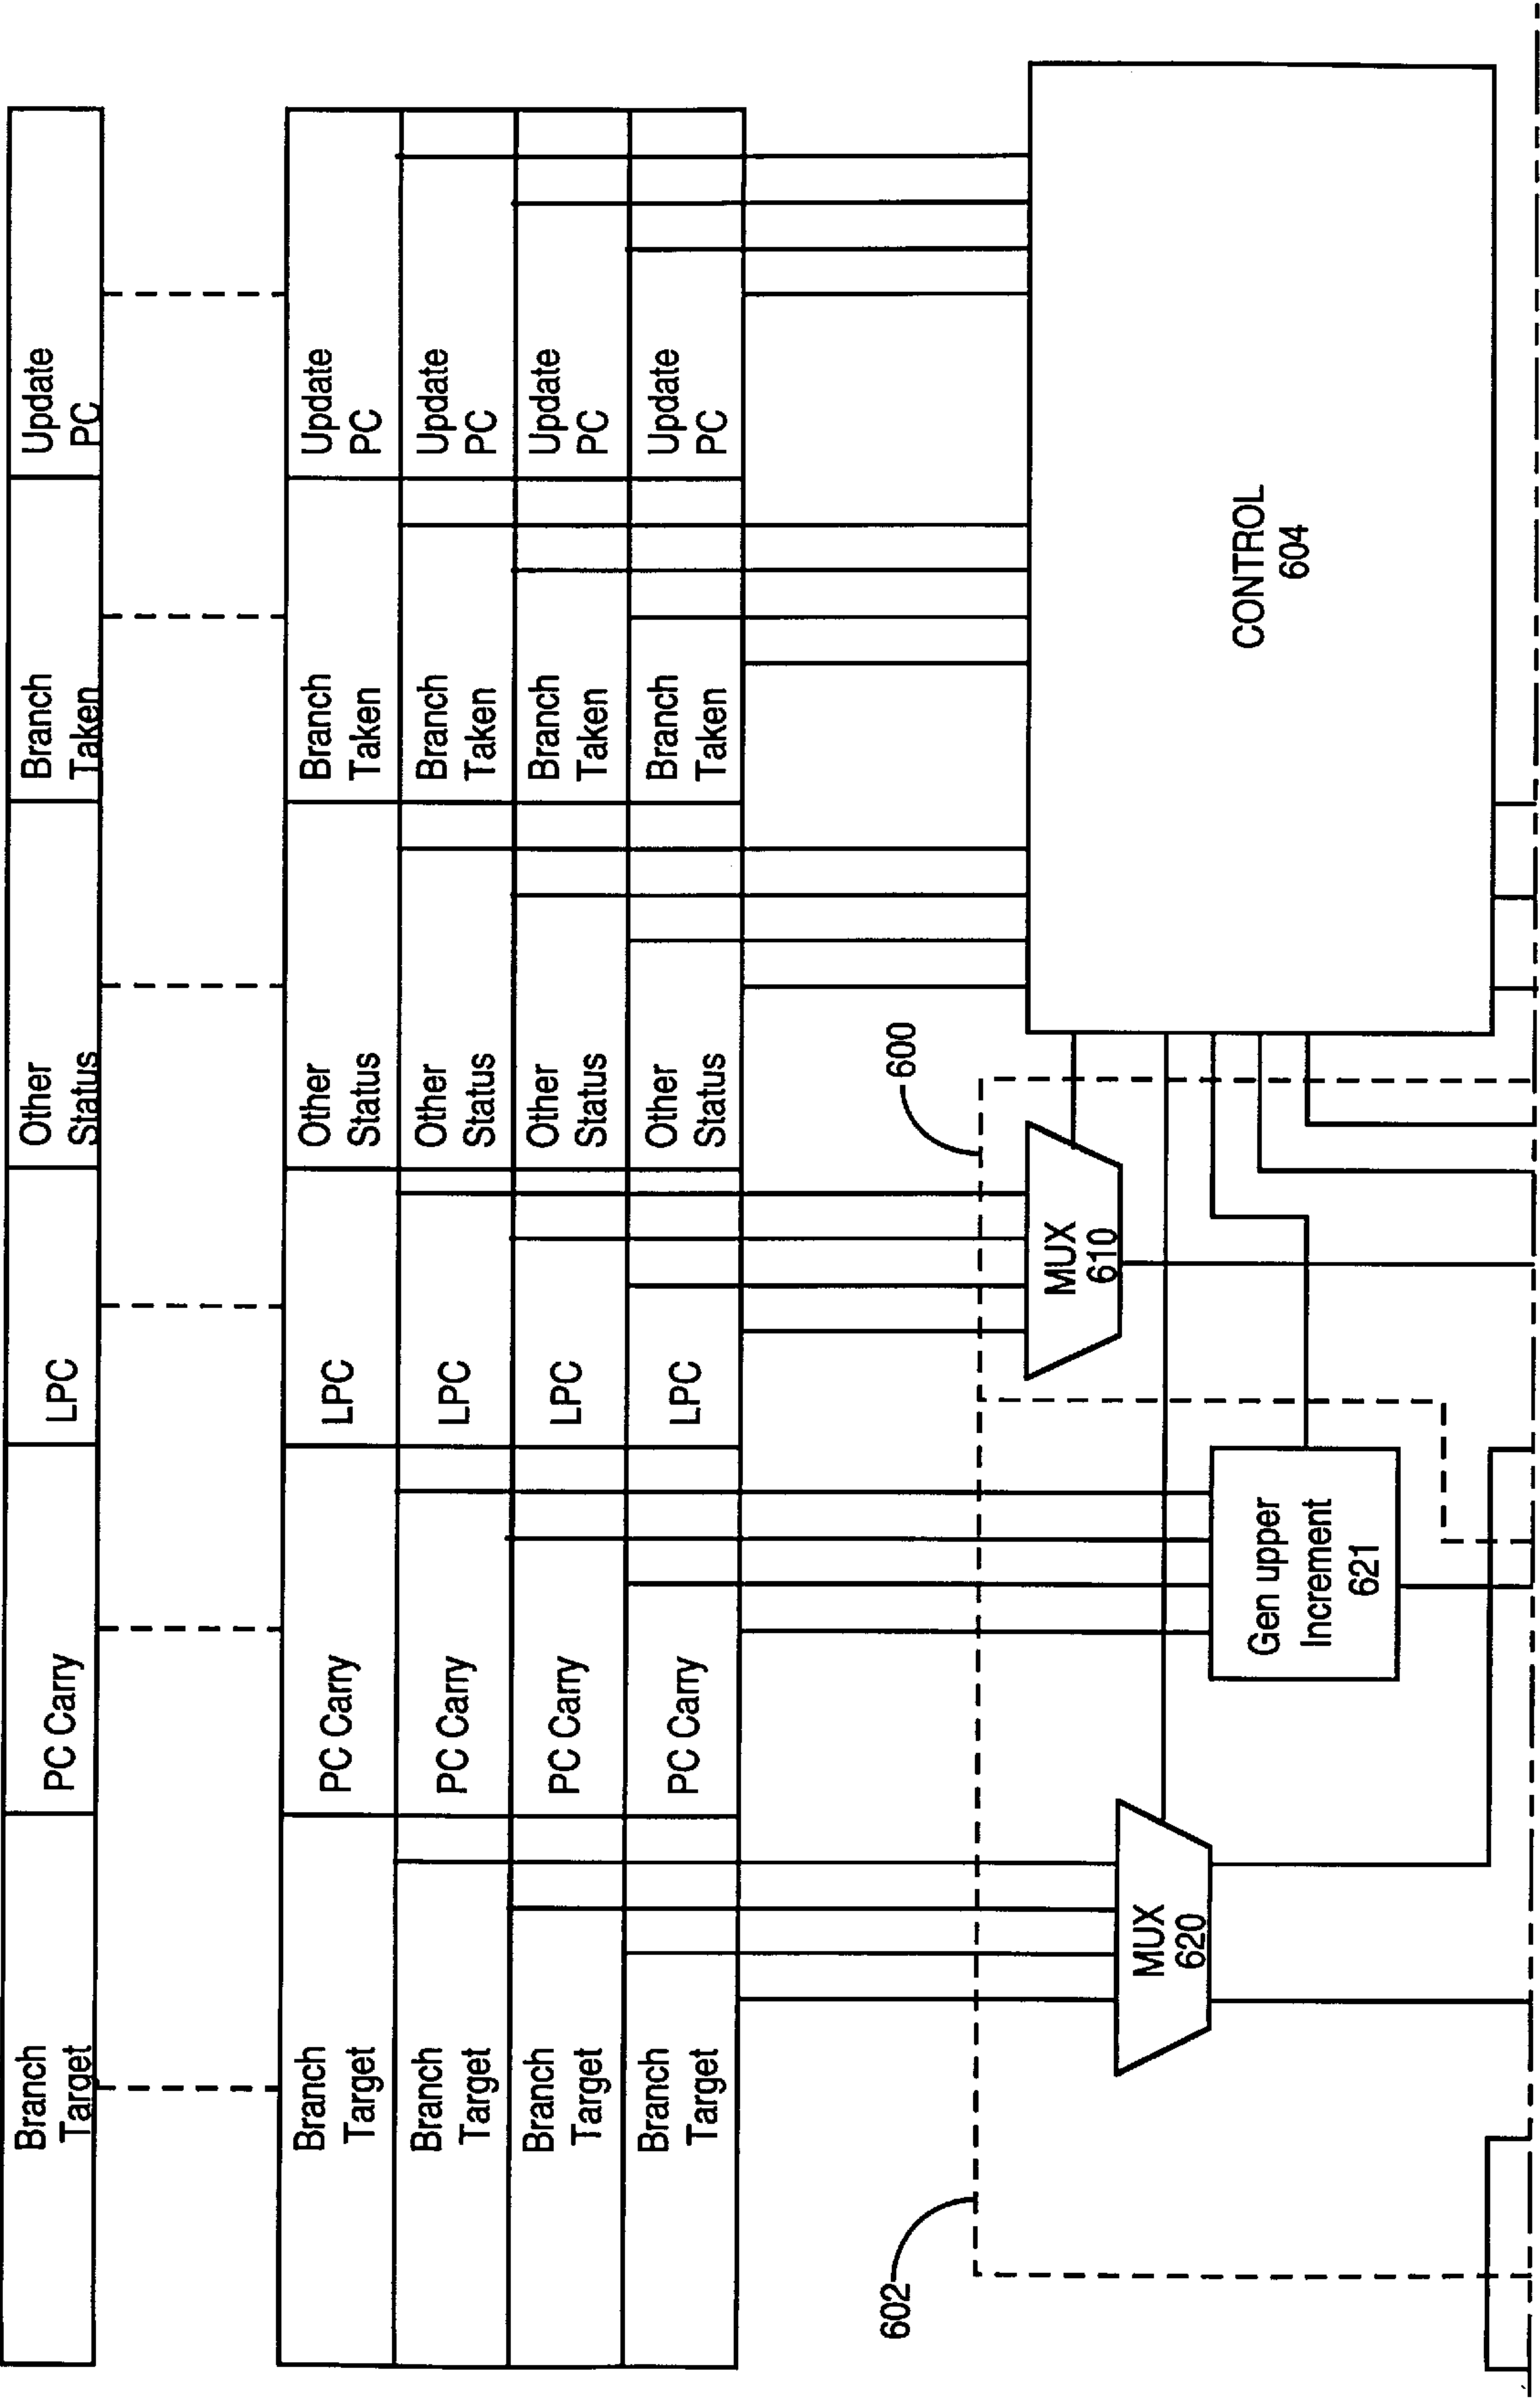 Branch
Target
PC Carry
LPC
Other
Status
Branch
Taken
Update
PC
Branch
Target
PC Carry
LPC
Other
Status
Branch
Taken
Update
PC
Branch
Target
PC Carry
LPC
Other
Status
Branch
Taken
Update
PC
Branch
Target
PC Carry
LPC
Other
Status
Branch
Taken
Update
PC
Branch
Target
PC Carry
LPC
Other
Status
Branch
Taken
Update
PC
602
600
MUX
610
MUX
620
Gen upper
Increment
621
CONTROL
604